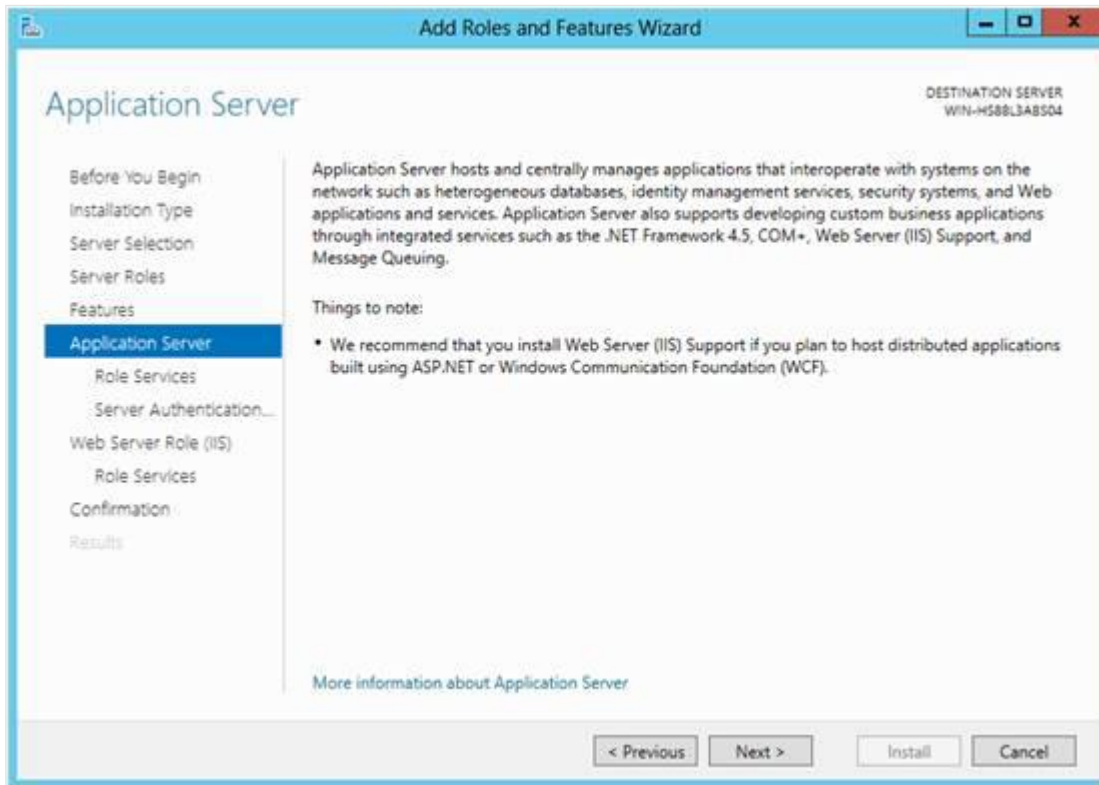 Add Roles and Features Wizard
Application Server
DESTINATION SERVER
WIN-HS88L3ABS04
Before You Begin
Installation Type
Server Selection
Server Roles
Features
Application Server
Role Services
Server Authentication...
Web Server Role (IIS)
Role Services
Confirmation
Results
Application Server hosts and centrally manages applications that interoperate with systems on the
network such as heterogeneous databases, identity management services, security systems, and Web
applications and services. Application Server also supports developing custom business applications
through integrated services such as the .NET Framework 4.5, COM+, Web Server (IIS) Support, and
Message Queuing.
Things to note:
• We recommend that you install Web Server (IIS) Support if you plan to host distributed applications
built using ASP.NET or Windows Communication Foundation (WCF).
More information about Application Server
< Previous
Next >
Install
Cancel